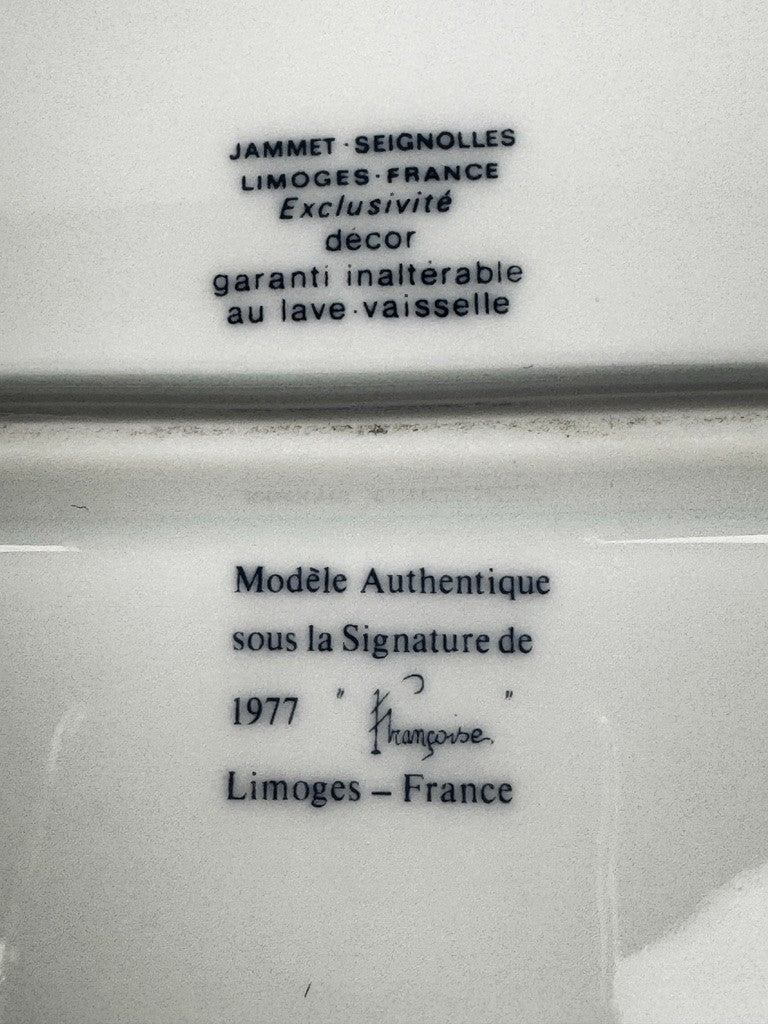 JAMMET · SEIGNOLLES
LIMOGES · FRANCE
Exclusivité
décor
garanti inaltérable
au lave-vaisselle
Modèle Authentique
sous la Signature de
1977 " Françoise "
Limoges – France